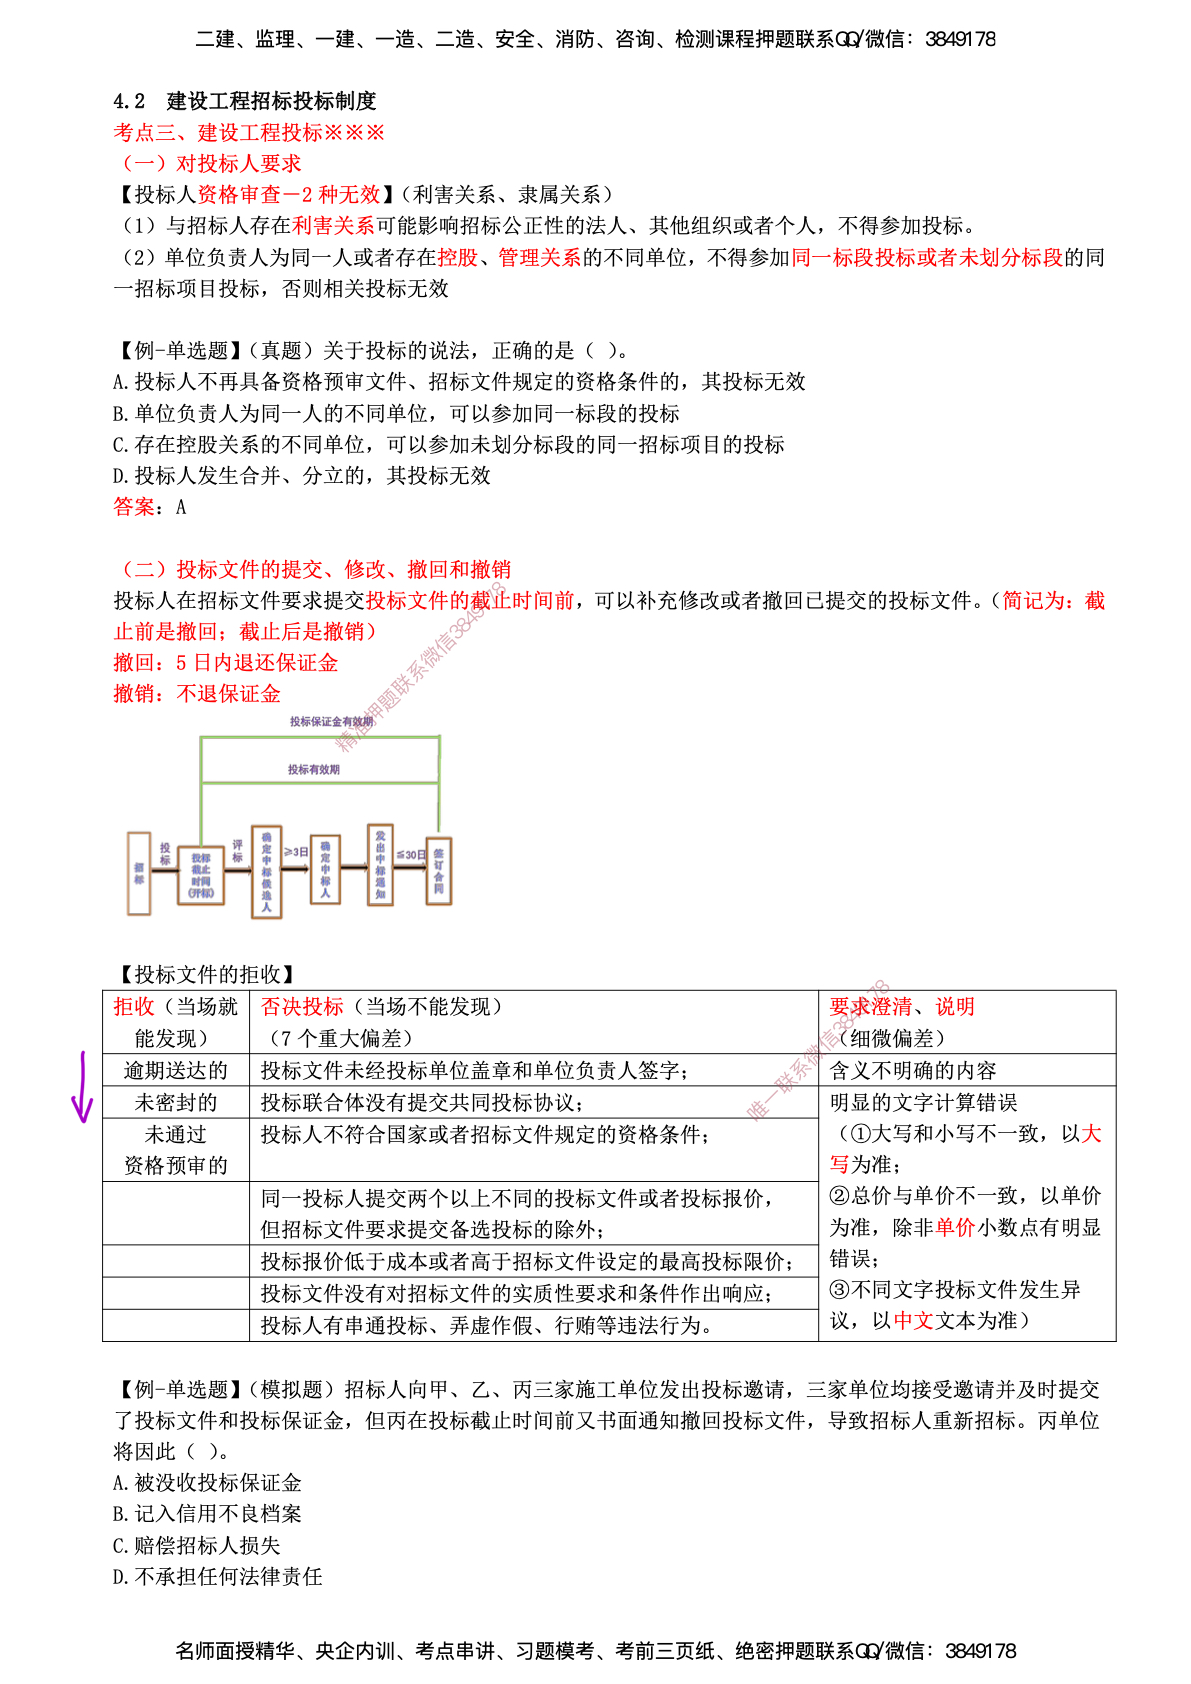 二建、监理、一建、一造、二造、安全、消防、咨询、检测课程押题联系QQ/微信：3849178
4.2 建设工程招标投标制度
考点三、建设工程投标※※※
（一）对投标人要求
【投标人资格审查－2 种无效】（利害关系、隶属关系）
（1）与招标人存在利害关系可能影响招标公正性的法人、其他组织或者个人，不得参加投标。
（2）单位负责人为同一人或者存在控股、管理关系的不同单位，不得参加同一标段投标或者未划分标段的同
一招标项目投标，否则相关投标无效
【例-单选题】（真题）关于投标的说法，正确的是（ ）。
A.投标人不再具备资格预审文件、招标文件规定的资格条件的，其投标无效
B.单位负责人为同一人的不同单位，可以参加同一标段的投标
C.存在控股关系的不同单位，可以参加未划分标段的同一招标项目的投标
D.投标人发生合并、分立的，其投标无效
答案：A
（二）投标文件的提交、修改、撤回和撤销
投标人在招标文件要求提交投标文件的截止时间前，可以补充修改或者撤回已提交的投标文件。（简记为：截
止前是撤回；截止后是撤销）
撤回：5 日内退还保证金
撤销：不退保证金
精准押题联系微信3849178
投标保证金有效期
投标有效期
招标
投标
投标
截止
时间
(开标)
评标
确定中标候选人
≥3日
确定中标人
发出中标通知
≤30日
签订合同
【投标文件的拒收】
唯一联系微信3849178
拒收（当场就
能发现）
否决投标（当场不能发现）
（7 个重大偏差）
要求澄清、说明
（细微偏差）
逾期送达的
投标文件未经投标单位盖章和单位负责人签字；
含义不明确的内容
未密封的
投标联合体没有提交共同投标协议；
明显的文字计算错误
（①大写和小写不一致，以大
写为准；
②总价与单价不一致，以单价
为准，除非单价小数点有明显
错误；
③不同文字投标文件发生异
议，以中文文本为准）
未通过
资格预审的
投标人不符合国家或者招标文件规定的资格条件；
同一投标人提交两个以上不同的投标文件或者投标报价，
但招标文件要求提交备选投标的除外；
投标报价低于成本或者高于招标文件设定的最高投标限价；
投标文件没有对招标文件的实质性要求和条件作出响应；
投标人有串通投标、弄虚作假、行贿等违法行为。
【例-单选题】（模拟题）招标人向甲、乙、丙三家施工单位发出投标邀请，三家单位均接受邀请并及时提交
了投标文件和投标保证金，但丙在投标截止时间前又书面通知撤回投标文件，导致招标人重新招标。丙单位
将因此（ ）。
A.被没收投标保证金
B.记入信用不良档案
C.赔偿招标人损失
D.不承担任何法律责任
名师面授精华、央企内训、考点串讲、习题模考、考前三页纸、绝密押题联系QQ/微信：3849178